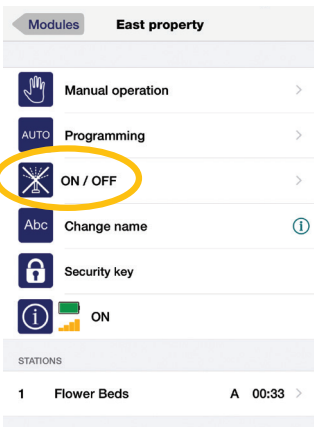 Modules East property
Manual operation
AUTO Programming
ON / OFF
Abc Change name i
Security key
i ON
STATIONS
1 Flower Beds A 00:33